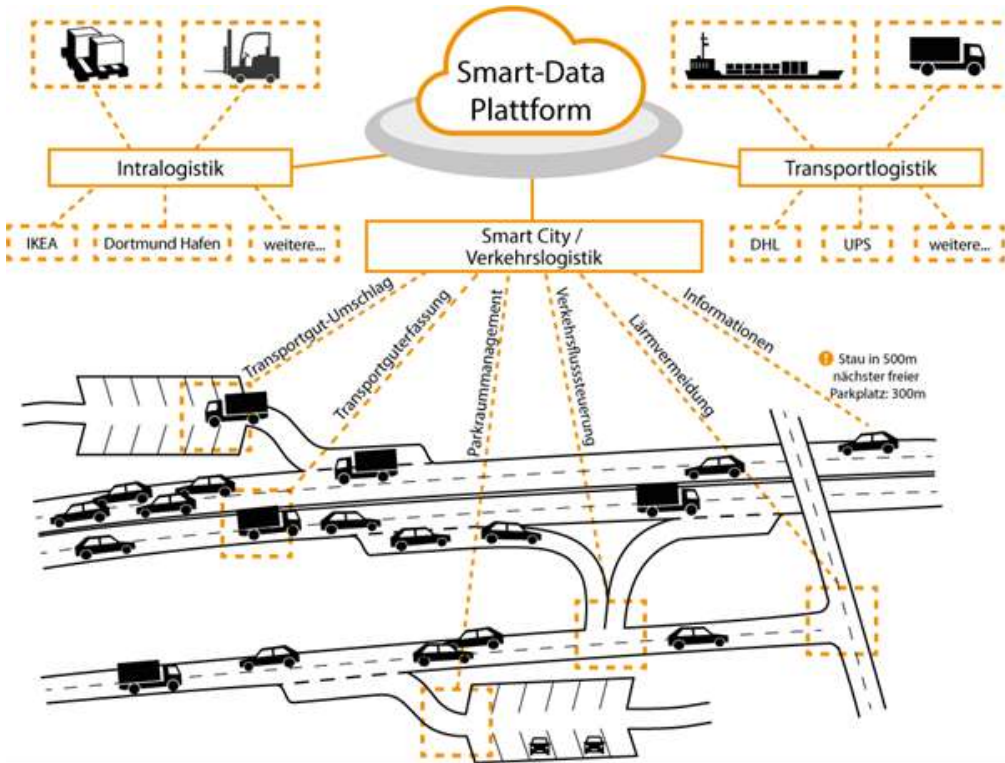 Smart-Data
Plattform
Intralogistik
Transportlogistik
IKEA
Dortmund Hafen
weitere...
Smart City /
Verkehrslogistik
DHL
UPS
weitere...
Transportgut-Umschlag
Transportguterfassung
Parkraummanagement
Verkehrsflusssteuerung
Lärmvermeidung
Informationen
! Stau in 500m
nächster freier
Parkplatz: 300m